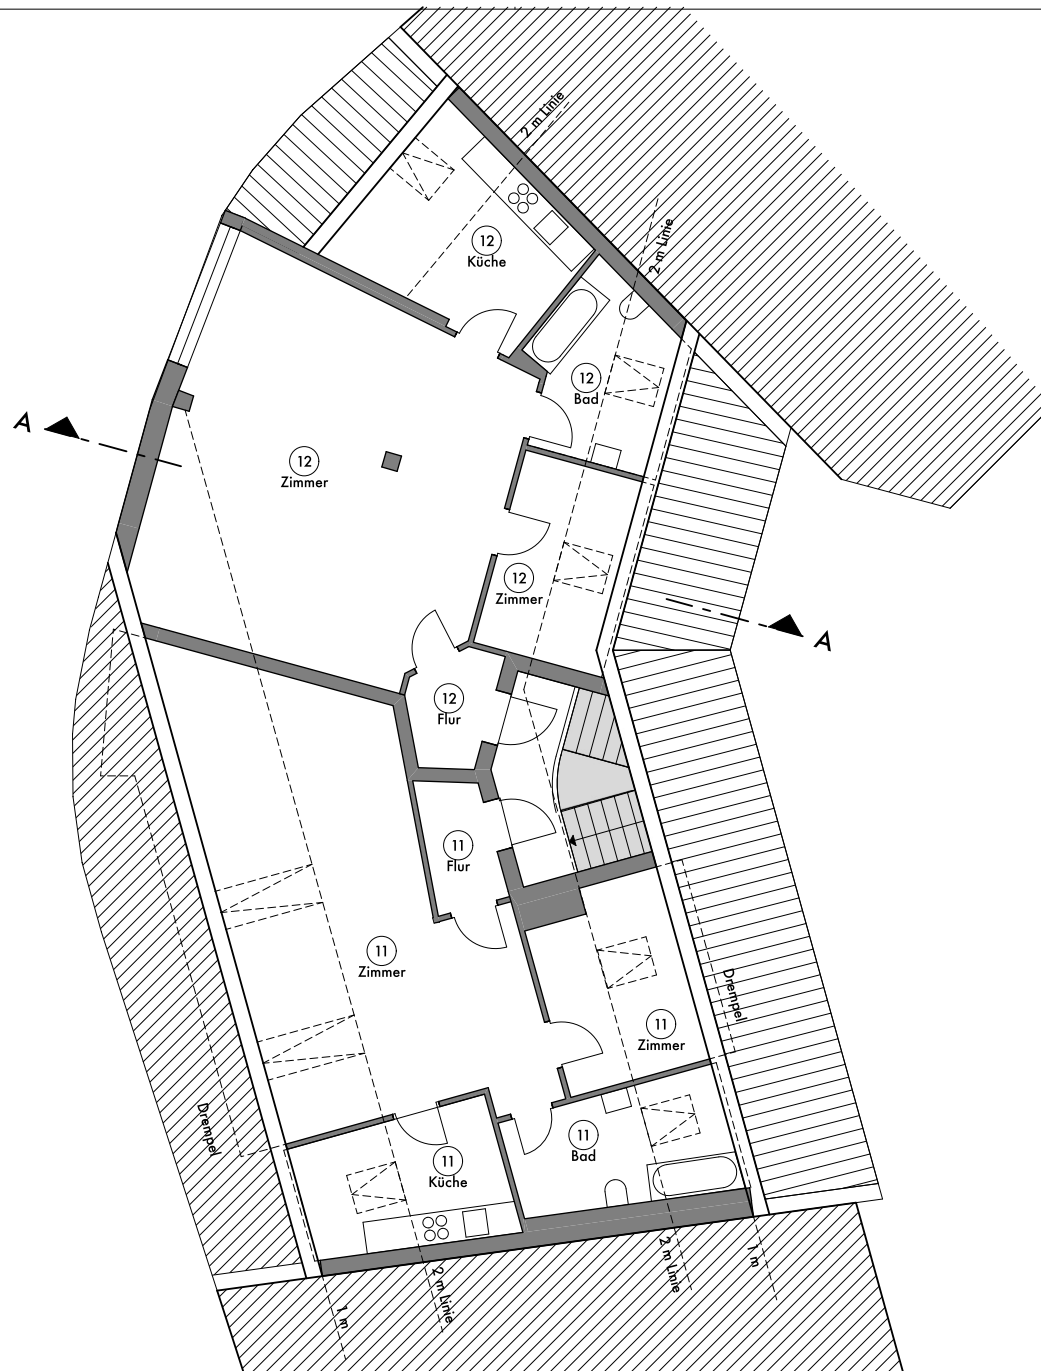 2 m Linie
2 m Linie
12
Küche
12
Bad
A
12
Zimmer
12
Zimmer
A
12
Flur
11
Flur
11
Zimmer
Drempel
11
Zimmer
Drempel
11
Bad
11
Küche
2 m Linie
1 m
2 m Linie
1 m